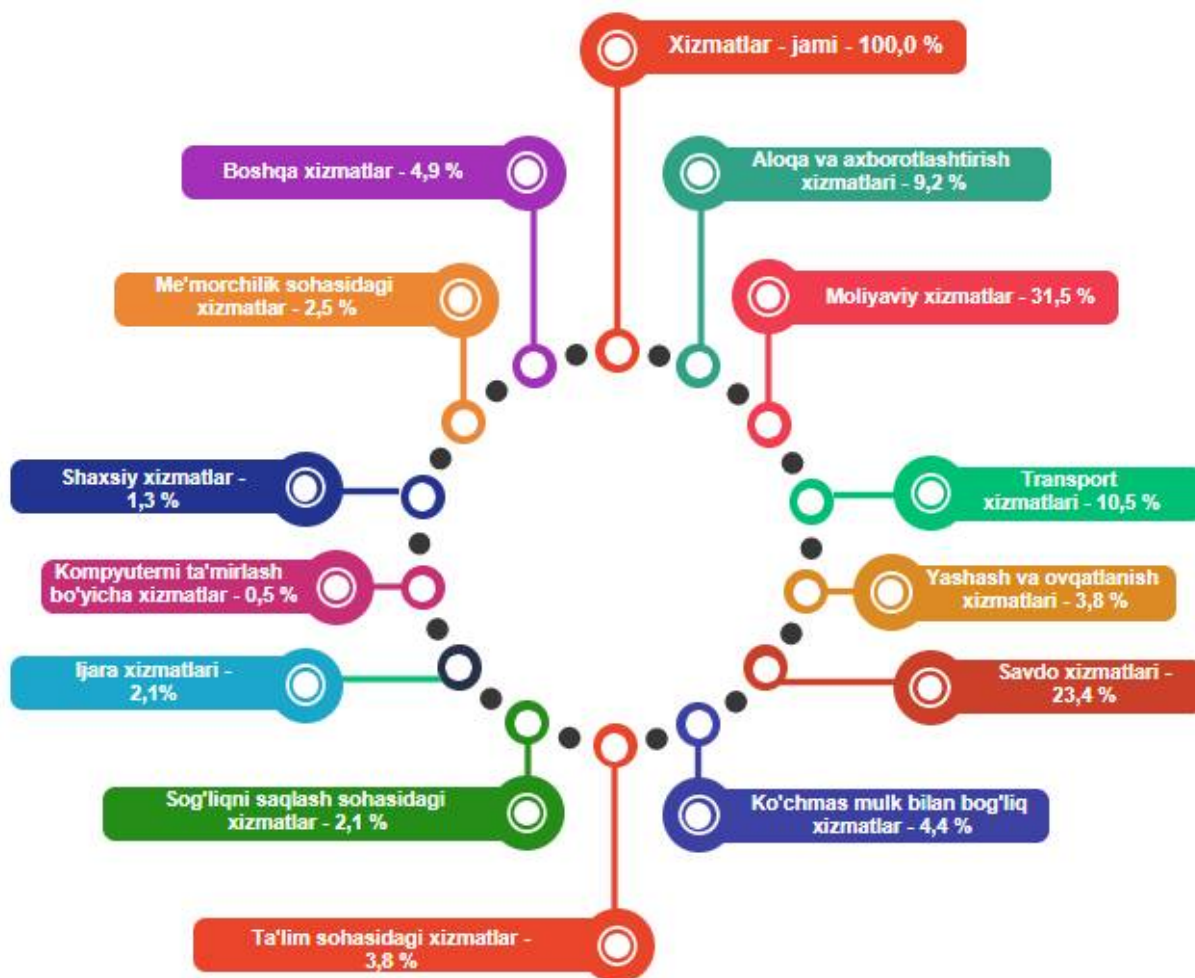 Xizmatlar - jami - 100,0 %
Boshqa xizmatlar - 4,9 %
Aloqa va axborotlashtirish
xizmatlari - 9,2 %
Me'morchilik sohasidagi
xizmatlar - 2,5 %
Moliyaviy xizmatlar - 31,5 %
Shaxsiy xizmatlar -
1,3 %
Transport
xizmatlari - 10,5 %
Kompyuterni ta'mirlash
bo'yicha xizmatlar - 0,5 %
Yashash va ovqatlanish
xizmatlari - 3,8 %
Ijara xizmatlari -
2,1%
Savdo xizmatlari -
23,4 %
Sog'liqni saqlash sohasidagi
xizmatlar - 2,1 %
Ko'chmas mulk bilan bog'liq
xizmatlar - 4,4 %
Ta'lim sohasidagi xizmatlar -
3,8 %